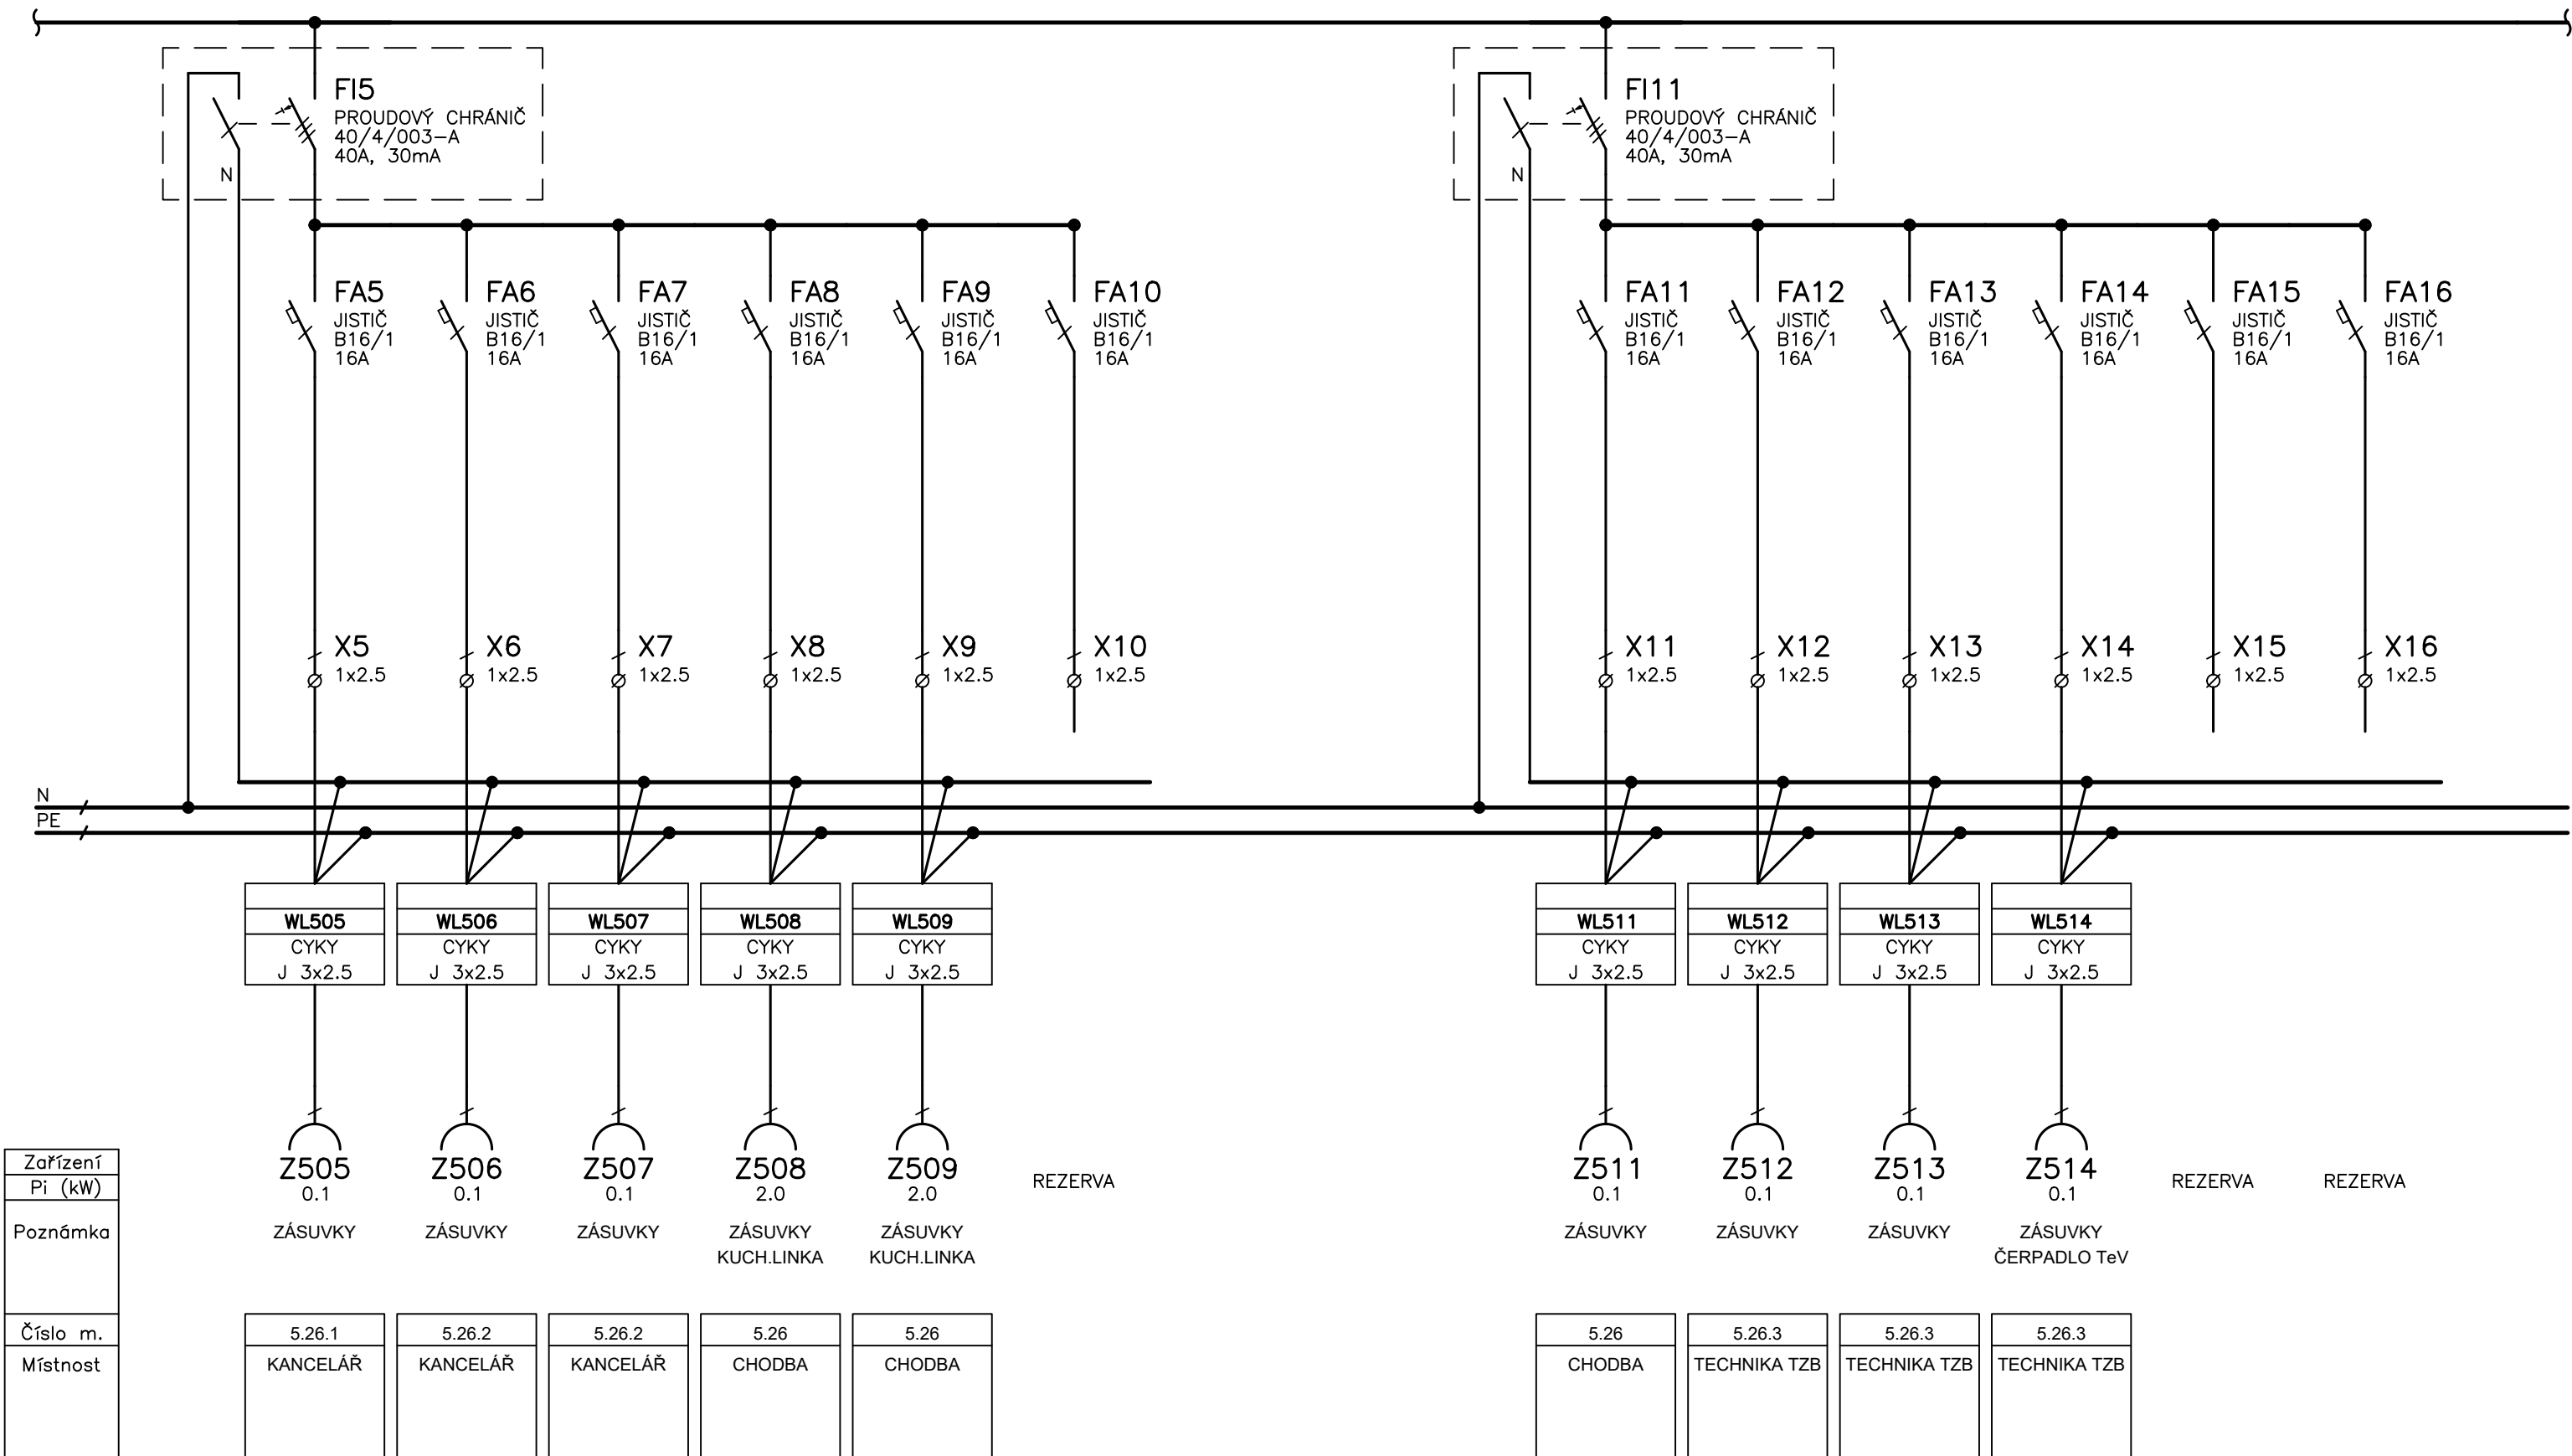 FI5
PROUDOVÝ CHRÁNIČ
40/4/003-A
40A, 30mA
N
FI11
PROUDOVÝ CHRÁNIČ
40/4/003-A
40A, 30mA
N
FA5
JISTIČ
B16/1
16A
FA6
JISTIČ
B16/1
16A
FA7
JISTIČ
B16/1
16A
FA8
JISTIČ
B16/1
16A
FA9
JISTIČ
B16/1
16A
FA10
JISTIČ
B16/1
16A
FA11
JISTIČ
B16/1
16A
FA12
JISTIČ
B16/1
16A
FA13
JISTIČ
B16/1
16A
FA14
JISTIČ
B16/1
16A
FA15
JISTIČ
B16/1
16A
FA16
JISTIČ
B16/1
16A
X5
1x2.5
X6
1x2.5
X7
1x2.5
X8
1x2.5
X9
1x2.5
X10
1x2.5
X11
1x2.5
X12
1x2.5
X13
1x2.5
X14
1x2.5
X15
1x2.5
X16
1x2.5
N
PE
WL505
CYKY
J 3x2.5
WL506
CYKY
J 3x2.5
WL507
CYKY
J 3x2.5
WL508
CYKY
J 3x2.5
WL509
CYKY
J 3x2.5
WL511
CYKY
J 3x2.5
WL512
CYKY
J 3x2.5
WL513
CYKY
J 3x2.5
WL514
CYKY
J 3x2.5
Zařízení
Pi (kW)
Poznámka
Číslo m.
Místnost
Z505
0.1
ZÁSUVKY
5.26.1
KANCELÁŘ
Z506
0.1
ZÁSUVKY
5.26.2
KANCELÁŘ
Z507
0.1
ZÁSUVKY
5.26.2
KANCELÁŘ
Z508
2.0
ZÁSUVKY
KUCH.LINKA
5.26
CHODBA
Z509
2.0
ZÁSUVKY
KUCH.LINKA
5.26
CHODBA
REZERVA
Z511
0.1
ZÁSUVKY
5.26
CHODBA
Z512
0.1
ZÁSUVKY
5.26.3
TECHNIKA TZB
Z513
0.1
ZÁSUVKY
5.26.3
TECHNIKA TZB
Z514
0.1
ZÁSUVKY
ČERPADLO TeV
5.26.3
TECHNIKA TZB
REZERVA
REZERVA